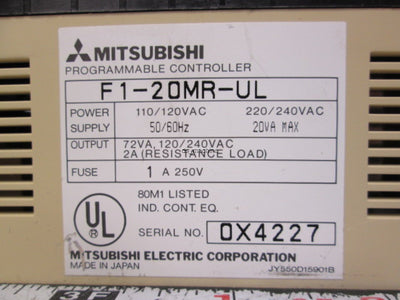 MITSUBISHI
PROGRAMMABLE CONTROLLER
F1-20MR-UL
POWER SUPPLY 110/120VAC 220/240VAC
50/60Hz 20VA MAX
OUTPUT 72VA, 120/240VAC
2A (RESISTANCE LOAD)
FUSE 1 A 250V
UL
80M1 LISTED
IND. CONT. EQ.
SERIAL NO. 0X4227
MITSUBISHI ELECTRIC CORPORATION
MADE IN JAPAN JY550D15901B